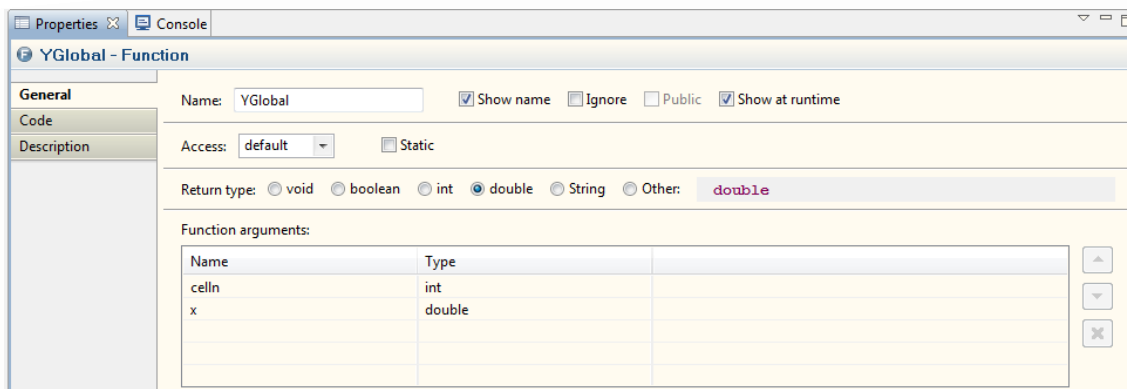 Properties Console
YGlobal - Function
General
Code
Description
Name: YGlobal Show name Ignore Public Show at runtime
Access: default Static
Return type: void boolean int double String Other: double
Function arguments:
Name Type
celln int
x double